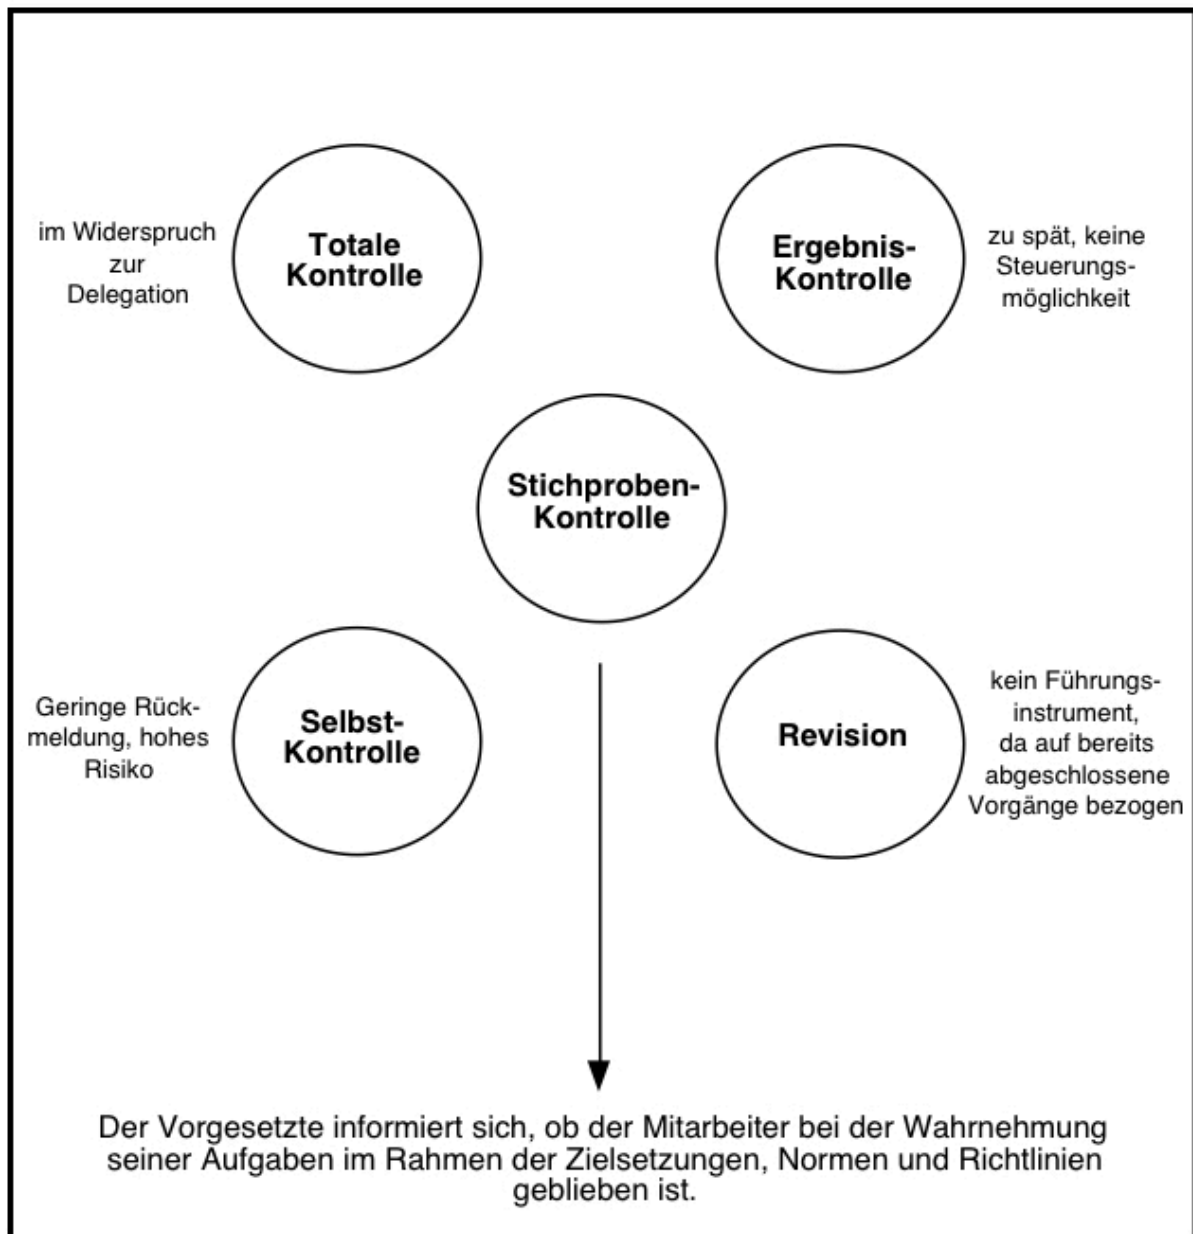 im Widerspruch
zur
Delegation
Totale
Kontrolle
Ergebnis-
Kontrolle
zu spät, keine
Steuerungs-
möglichkeit
Stichproben-
Kontrolle
Geringe Rück-
meldung, hohes
Risiko
Selbst-
Kontrolle
Revision
kein Führungs-
instrument,
da auf bereits
abgeschlossene
Vorgänge bezogen
Der Vorgesetzte informiert sich, ob der Mitarbeiter bei der Wahrnehmung
seiner Aufgaben im Rahmen der Zielsetzungen, Normen und Richtlinien
geblieben ist.